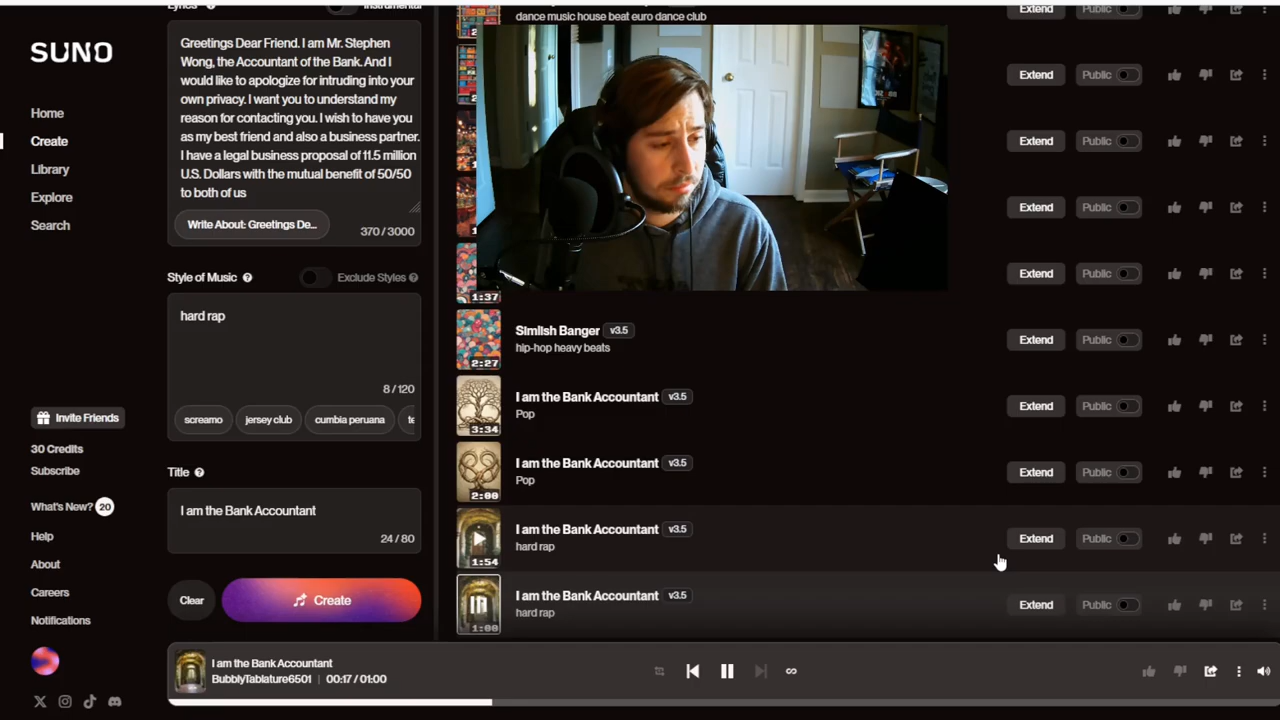 Lyrics
Instrumental
SUNO
Home
Create
Library
Explore
Search
Invite Friends
30 Credits
Subscribe
What's New? 20
Help
About
Careers
Notifications
Greetings Dear Friend. I am Mr. Stephen
Wong, the Accountant of the Bank. And I
would like to apologize for intruding into your
own privacy. I want you to understand my
reason for contacting you. I wish to have you
as my best friend and also a business partner.
I have a legal business proposal of 11.5 million
U.S. Dollars with the mutual benefit of 50/50
to both of us
Write About: Greetings De...
370 / 3000
Style of Music
Exclude Styles
hard rap
8 / 120
screamo
jersey club
cumbia peruana
te
Title
I am the Bank Accountant
24 / 80
Clear
Create
dance music house beat euro dance club
Extend Public
Extend Public
Extend Public
Extend Public
1:37
Simlish Banger v3.5
hip-hop heavy beats
2:27
Extend Public
I am the Bank Accountant v3.5
Pop
3:34
Extend Public
I am the Bank Accountant v3.5
Pop
2:00
Extend Public
I am the Bank Accountant v3.5
hard rap
1:54
Extend Public
I am the Bank Accountant v3.5
hard rap
1:00
Extend Public
I am the Bank Accountant
BubblyTablature6501 | 00:17 / 01:00